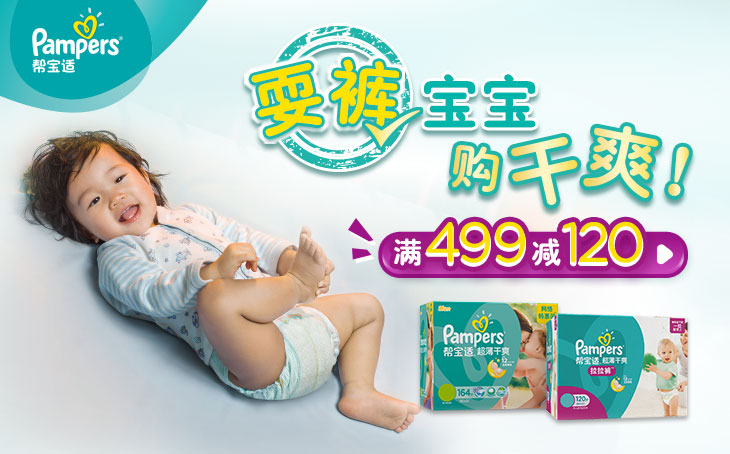 Pampers
帮宝适
耍裤宝宝
购干爽!
满499减120
Pampers
帮宝适 超薄干爽
164
Pampers
帮宝适 超薄干爽
拉拉裤
120